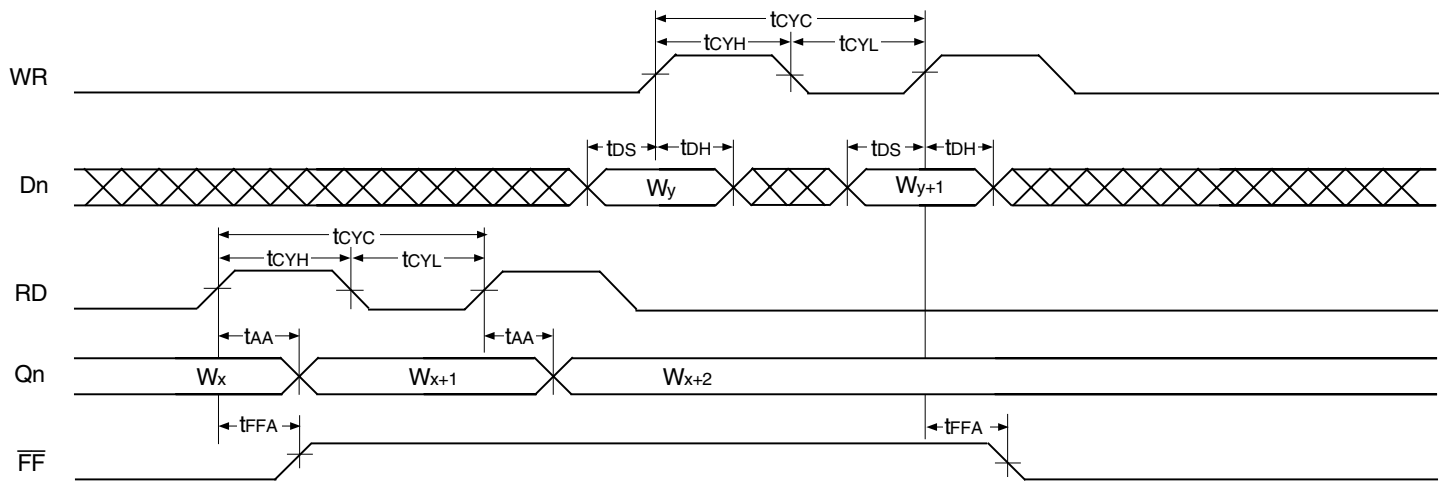 tCYC
tCYH tCYL
WR
tDS tDH tDS tDH
Dn Wy Wy+1
tCYC
tCYH tCYL
RD
tAA tAA
Qn Wx Wx+1 Wx+2
tFFA tFFA
F̅F̅